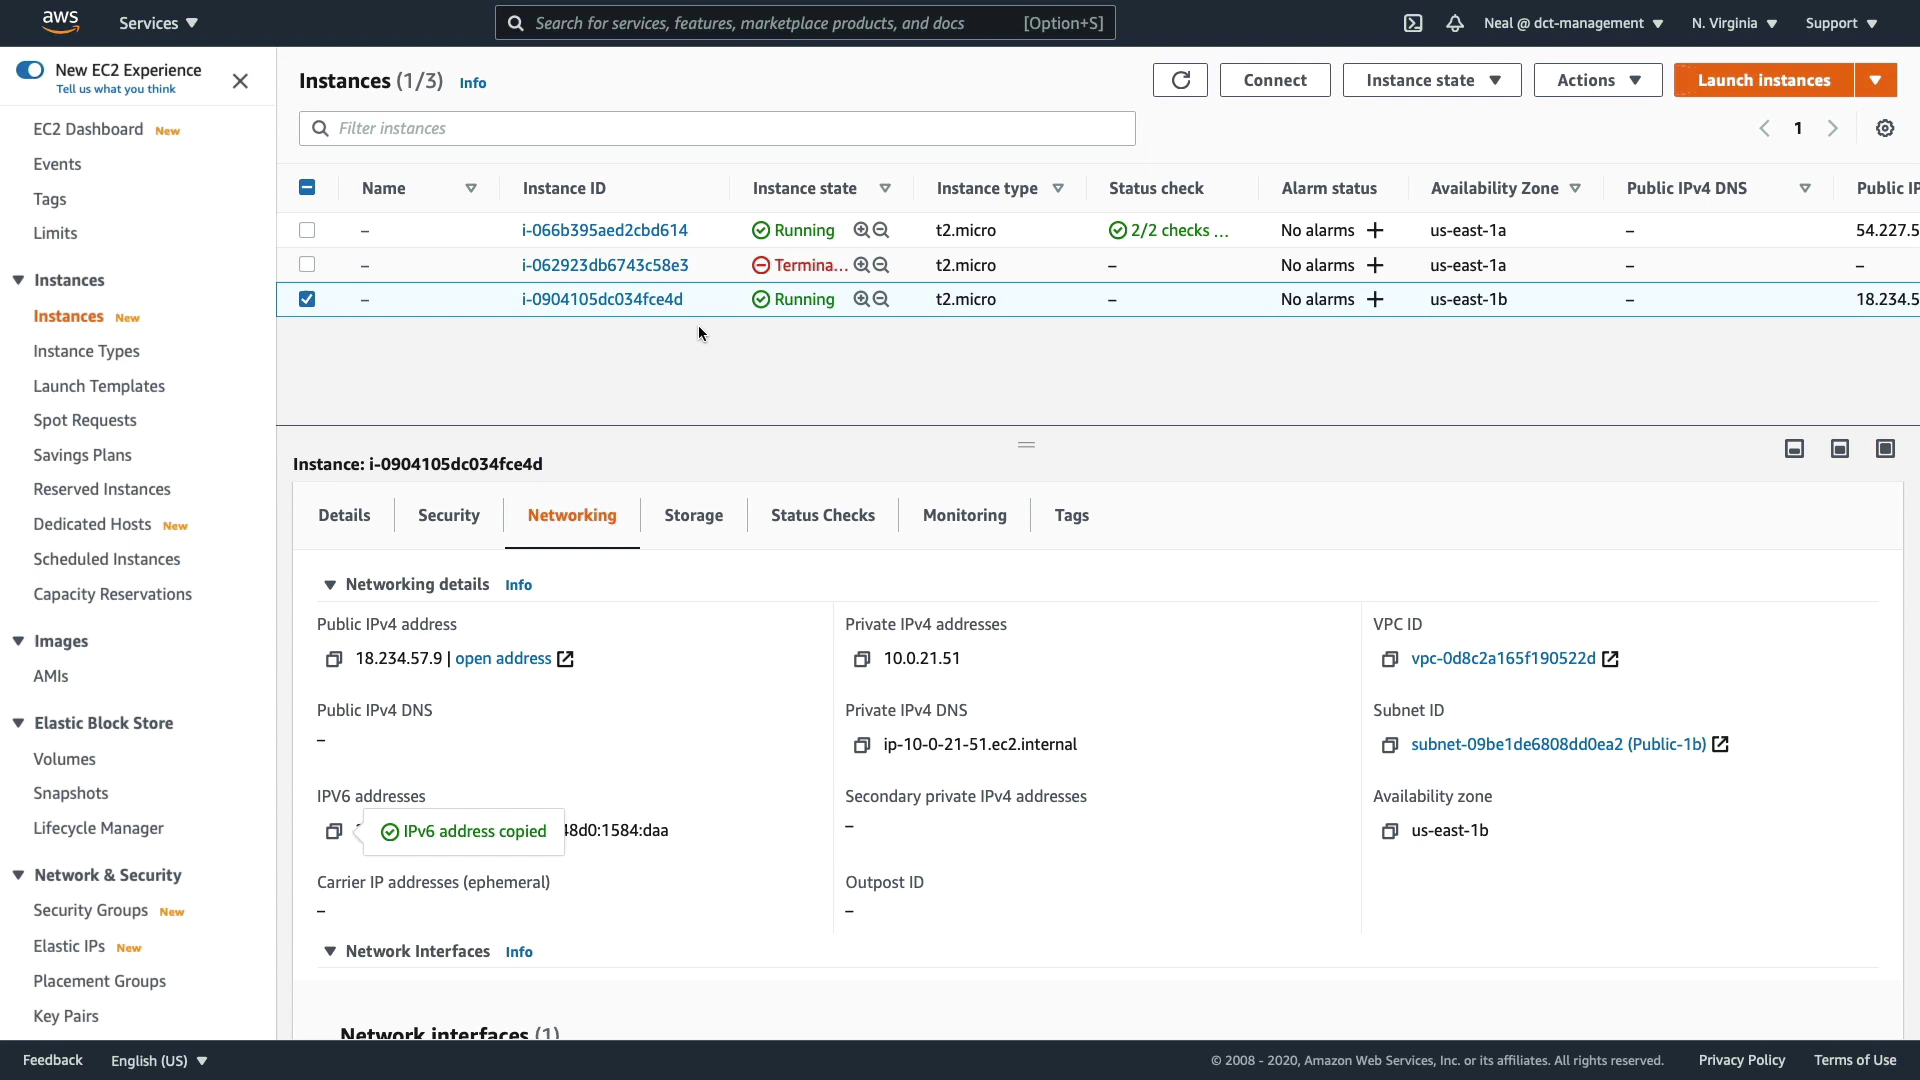 aws Services Search for services, features, marketplace products, and docs [Option+S] Neal @ dct-management N. Virginia Support
New EC2 Experience
Tell us what you think
EC2 Dashboard New
Events
Tags
Limits
Instances
Instances New
Instance Types
Launch Templates
Spot Requests
Savings Plans
Reserved Instances
Dedicated Hosts New
Scheduled Instances
Capacity Reservations
Images
AMIs
Elastic Block Store
Volumes
Snapshots
Lifecycle Manager
Network & Security
Security Groups New
Elastic IPs New
Placement Groups
Key Pairs
Instances (1/3) Info Connect Instance state Actions Launch instances
Filter instances 1
Name Instance ID Instance state Instance type Status check Alarm status Availability Zone Public IPv4 DNS Public IP
– i-066b395aed2cbd614 Running t2.micro 2/2 checks ... No alarms + us-east-1a – 54.227.5
– i-062923db6743c58e3 Termina... t2.micro – No alarms + us-east-1a – –
– i-0904105dc034fce4d Running t2.micro – No alarms + us-east-1b – 18.234.5
Instance: i-0904105dc034fce4d
Details Security Networking Storage Status Checks Monitoring Tags
Networking details Info
Public IPv4 address Private IPv4 addresses VPC ID
18.234.57.9 | open address 10.0.21.51 vpc-0d8c2a165f190522d
Public IPv4 DNS Private IPv4 DNS Subnet ID
– ip-10-0-21-51.ec2.internal subnet-09be1de6808dd0ea2 (Public-1b)
IPV6 addresses Secondary private IPv4 addresses Availability zone
IPv6 address copied 48d0:1584:daa – us-east-1b
Carrier IP addresses (ephemeral) Outpost ID
– –
Network Interfaces Info
Network interfaces (1)
Feedback English (US) © 2008 - 2020, Amazon Web Services, Inc. or its affiliates. All rights reserved. Privacy Policy Terms of Use